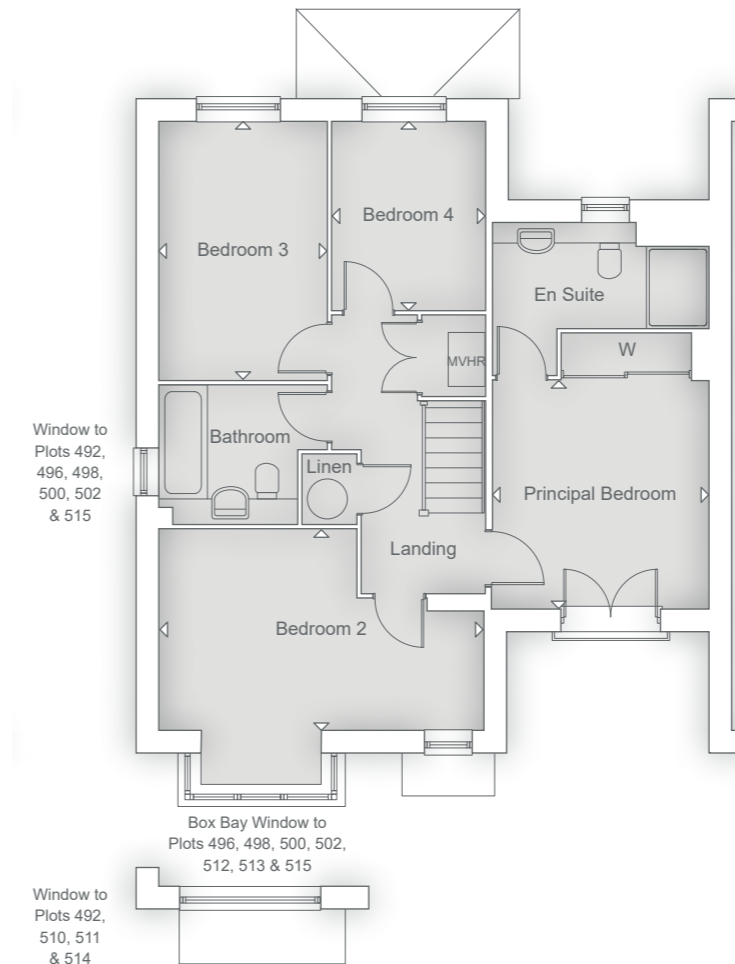 Bedroom 4
Bedroom 3
En Suite
W
MVHR
Window to
Plots 492,
496, 498,
500, 502
& 515
Bathroom
Linen
Principal Bedroom
Landing
Bedroom 2
Box Bay Window to
Plots 496, 498, 500, 502,
512, 513 & 515
Window to
Plots 492,
510, 511
& 514